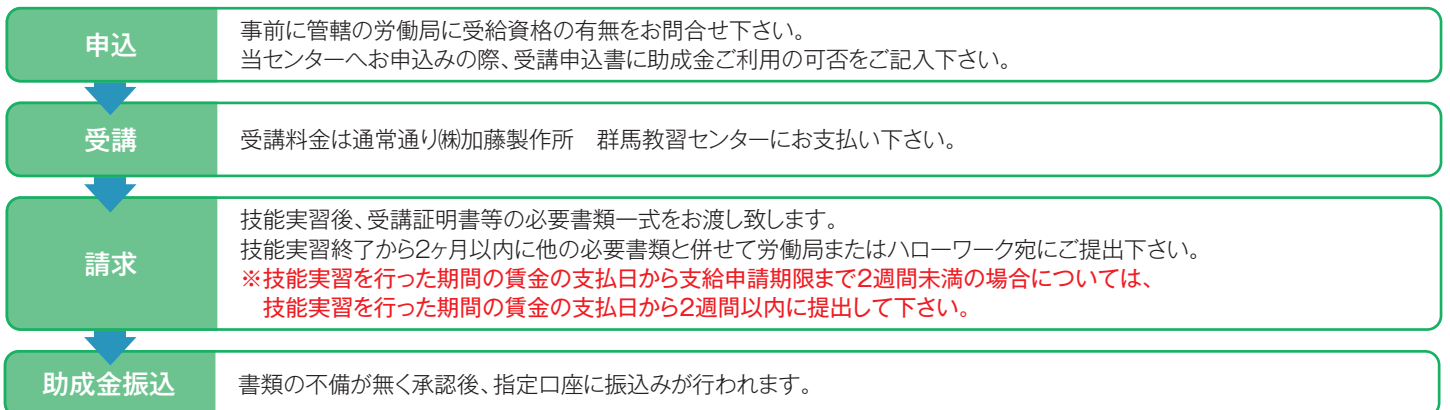 申込
事前に管轄の労働局に受給資格の有無をお問合せ下さい。
当センターへお申込みの際、受講申込書に助成金ご利用の可否をご記入下さい。
受講
受講料金は通常通り㈱加藤製作所　群馬教習センターにお支払い下さい。
請求
技能実習後、受講証明書等の必要書類一式をお渡し致します。
技能実習終了から2ヶ月以内に他の必要書類と併せて労働局またはハローワーク宛にご提出下さい。
※技能実習を行った期間の賃金の支払日から支給申請期限まで2週間未満の場合については、
技能実習を行った期間の賃金の支払日から2週間以内に提出して下さい。
助成金振込
書類の不備が無く承認後、指定口座に振込みが行われます。